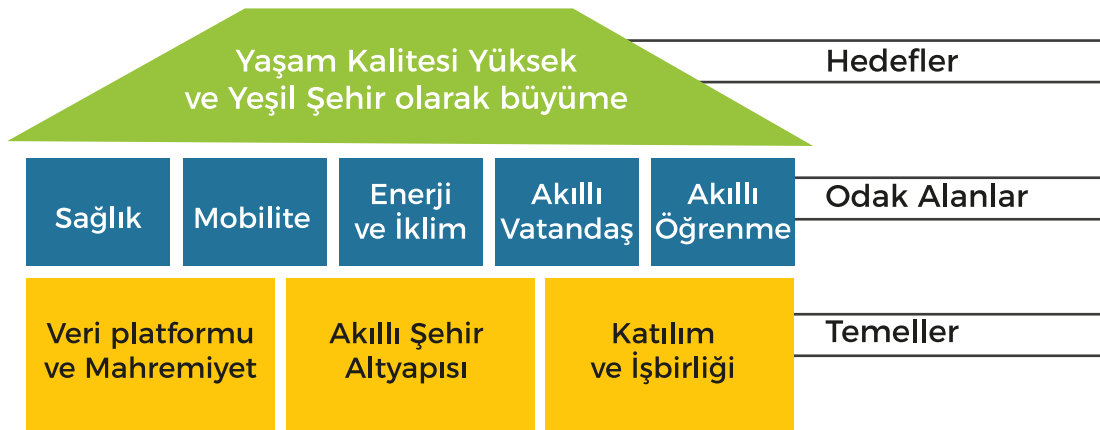 Yaşam Kalitesi Yüksek
ve Yeşil Şehir olarak büyüme
Hedefler
Sağlık
Mobilite
Enerji
ve İklim
Akıllı
Vatandaş
Akıllı
Öğrenme
Odak Alanlar
Veri platformu
ve Mahremiyet
Akıllı Şehir
Altyapısı
Katılım
ve İşbirliği
Temeller